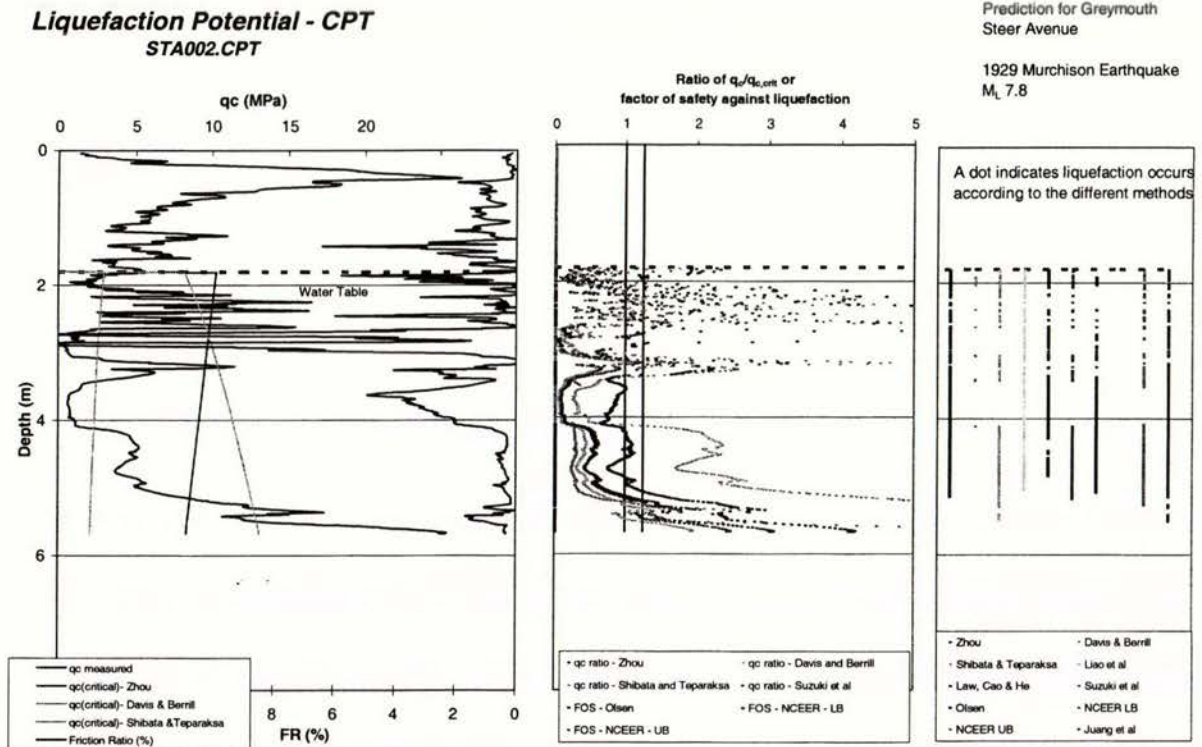 Liquefaction Potential - CPT
STA002.CPT
Prediction for Greymouth
Steer Avenue
1929 Murchison Earthquake
ML 7.8
qc (MPa)
0 5 10 15 20
Depth (m)
0
2
4
6
Water Table
8 6 4 2 0
FR (%)
qc measured
qc(critical)- Zhou
qc(critical)- Davis & Berrill
qc(critical)- Shibata &Teparaksa
Friction Ratio (%)
Ratio of qc/qc,crit or
factor of safety against liquefaction
0 1 2 3 4 5
qc ratio - Zhou
qc ratio - Davis and Berrill
qc ratio - Shibata and Teparaksa
qc ratio - Suzuki et al
FOS - Olsen
FOS - NCEER - LB
FOS - NCEER - UB
A dot indicates liquefaction occurs
according to the different methods
Zhou
Davis & Berrill
Shibata & Teparaksa
Liao et al
Law, Cao & He
Suzuki et al
Olsen
NCEER LB
NCEER UB
Juang et al